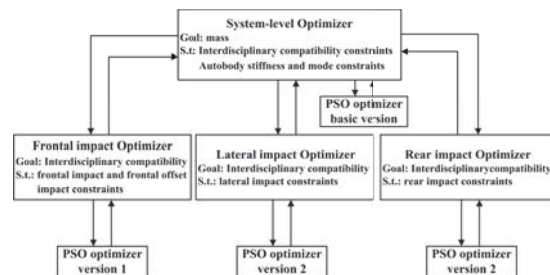 System-level Optimizer
Goal: mass
S.t: Interdisciplinary compatibility constraints
Autobody stiffness and mode constraints
PSO optimizer
basic version
Frontal impact Optimizer
Goal: Interdisciplinary compatibility
S.t.: frontal impact and frontal offset
impact constraints
Lateral impact Optimizer
Goal: Interdisciplinary compatibility
S.t.: lateral impact constraints
Rear impact Optimizer
Goal: Interdisciplinary compatibility
S.t.: rear impact constraints
PSO optimizer
version 1
PSO optimizer
version 2
PSO optimizer
version 2